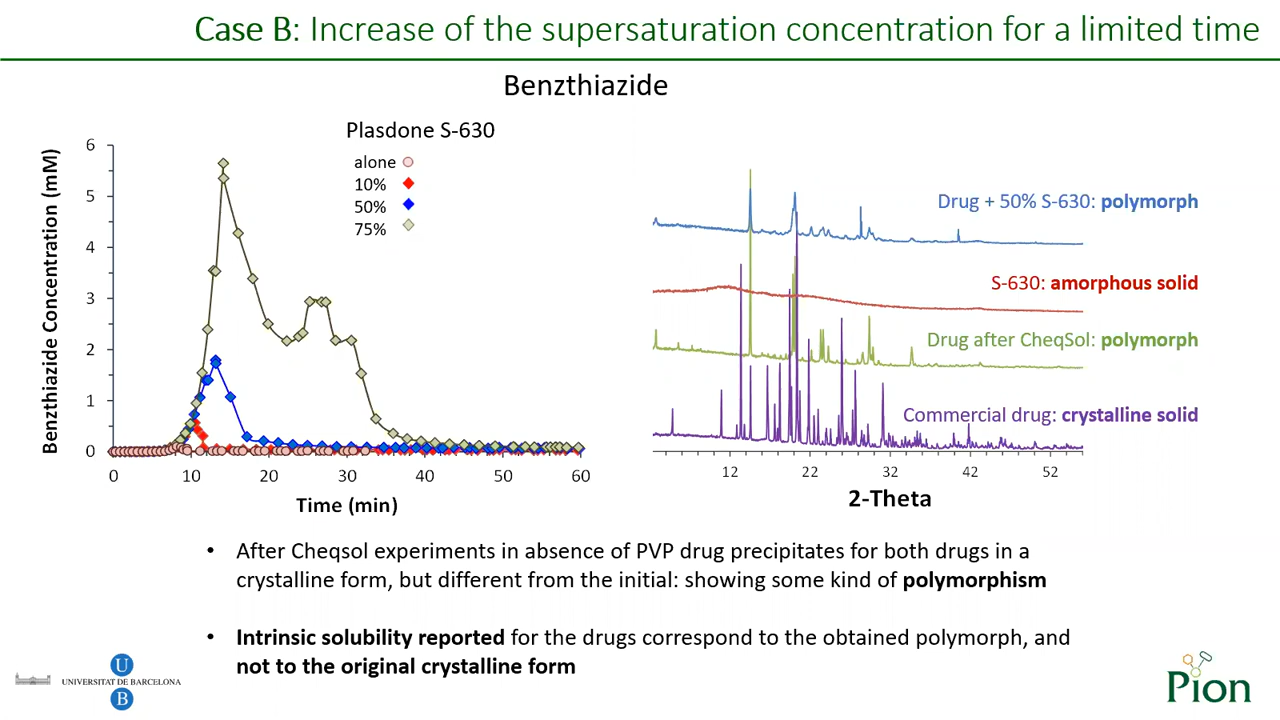 Case B: Increase of the supersaturation concentration for a limited time
Benzthiazide
Plasdone S-630
alone
10%
50%
75%
Benzthiazide Concentration (mM)
6
5
4
3
2
1
0
0 10 20 30 40 50 60
Time (min)
Drug + 50% S-630: polymorph
S-630: amorphous solid
Drug after CheqSol: polymorph
Commercial drug: crystalline solid
12 22 32 42 52
2-Theta
• After Cheqsol experiments in absence of PVP drug precipitates for both drugs in a
crystalline form, but different from the initial: showing some kind of polymorphism
• Intrinsic solubility reported for the drugs correspond to the obtained polymorph, and
not to the original crystalline form
U
UNIVERSITAT DE BARCELONA
B
Pion